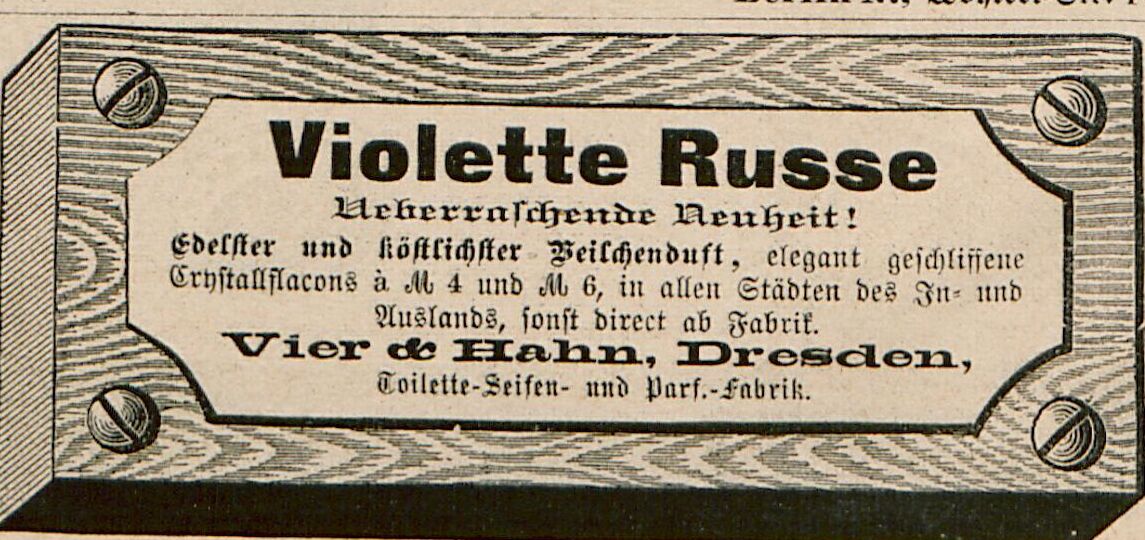 Violette Russe
Ueberraschende Neuheit!
Edelster und köstlichster Veilchenduft, elegant geschliffene
Crystallflacons à M 4 und M 6, in allen Städten des In- und
Auslands, sonst direct ab Fabrik.
Vier & Hahn, Dresden,
Toilette-Seifen- und Parf.-Fabrik.